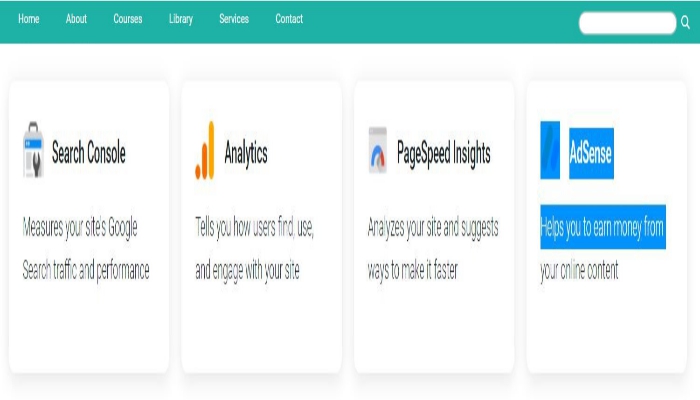 Home About Courses Library Services Contact
Search Console
Measures your site's Google
Search traffic and performance
Analytics
Tells you how users find, use,
and engage with your site
PageSpeed Insights
Analyzes your site and suggests
ways to make it faster
AdSense
Helps you to earn money from
your online content